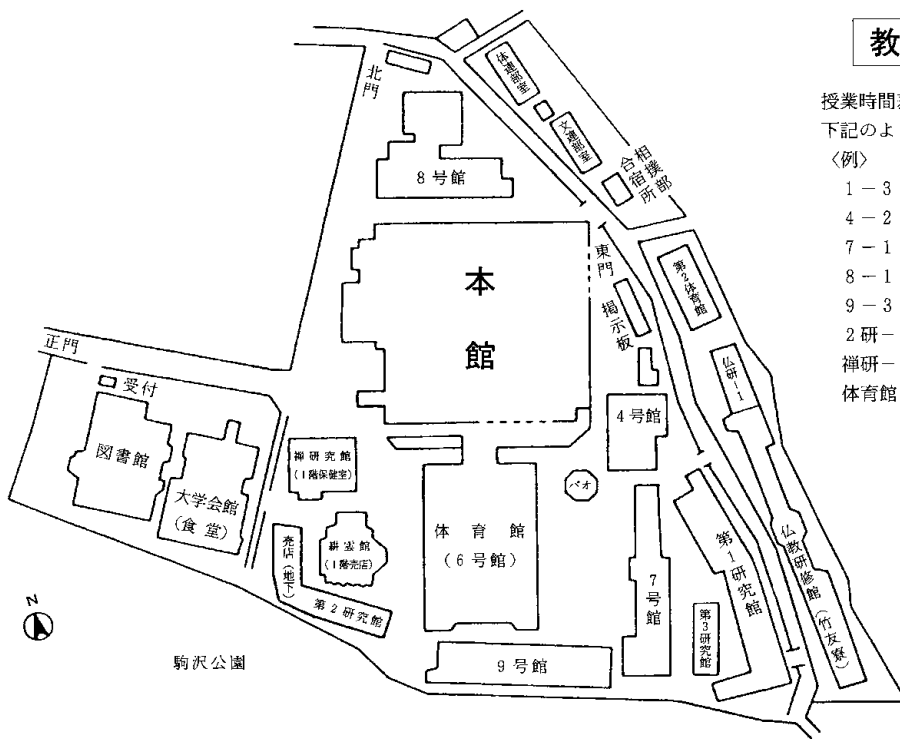 教
授業時間
下記のよ
〈例〉
1－3
4－2
7－1
8－1
9－3
2研－
禅研－
体育館
北門
体連部室
文連部室
相撲部
合宿所
8号館
本館
東門
掲示板
第2体育館
仏研－1
正門
受付
図書館
大学会館
(食堂)
禅研究館
(1階保健室)
4号館
パオ
体育館
(6号館)
耕雲館
(1階売店)
売店(地下)
第2研究館
7号館
第1研究館
第3研究館
仏教研修館(竹友寮)
9号館
N
駒沢公園